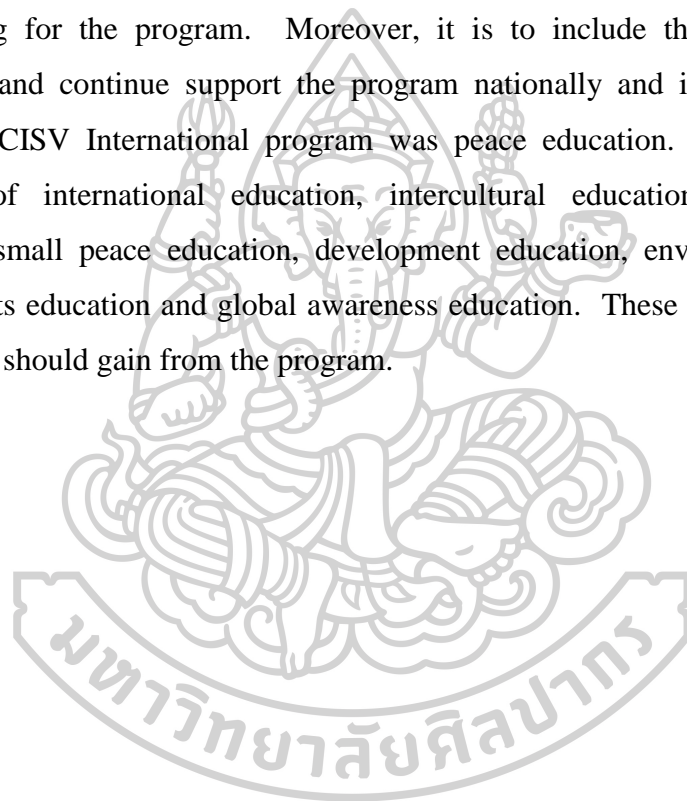 g for the program. Moreover, it is to include th
and continue support the program nationally and i
CISV International program was peace education.
of international education, intercultural education
small peace education, development education, env
ts education and global awareness education. These
should gain from the program.
มหาวิทยาลัยศิลปากร